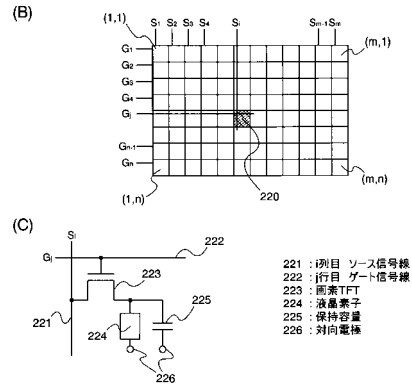 (B)
(1,1) S1 S2 S3 S4 Si Sm-1 Sm
(m,1)
G1
G2
G3
G4
Gj
Gn-1
Gn
(1,n) 220 (m,n)
(C)
Si
Gj
222
223
221
224
225
226
221 : i列目 ソース信号線
222 : j行目 ゲート信号線
223 : 画素TFT
224 : 液晶素子
225 : 保持容量
226 : 対向電極